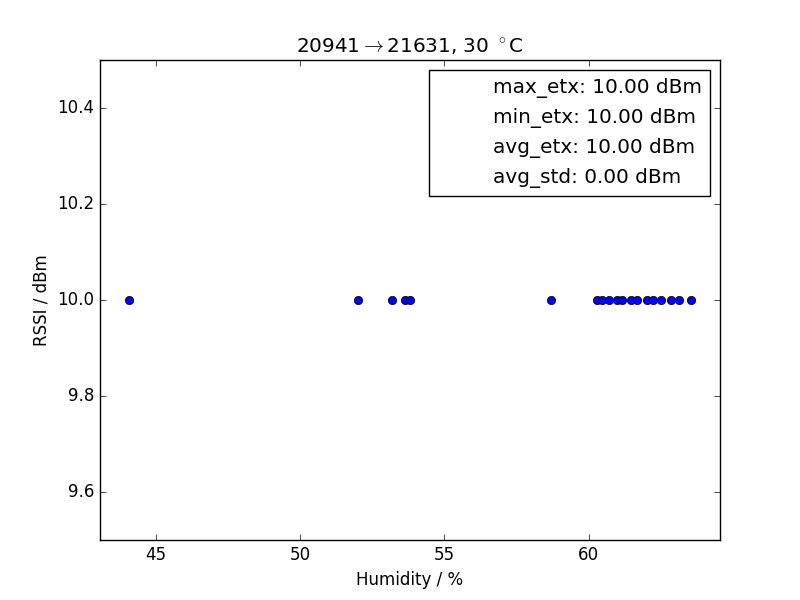 20941→21631, 30 °C
max_etx: 10.00 dBm
min_etx: 10.00 dBm
avg_etx: 10.00 dBm
avg_std: 0.00 dBm
RSSI / dBm
10.4
10.2
10.0
9.8
9.6
45 50 55 60
Humidity / %